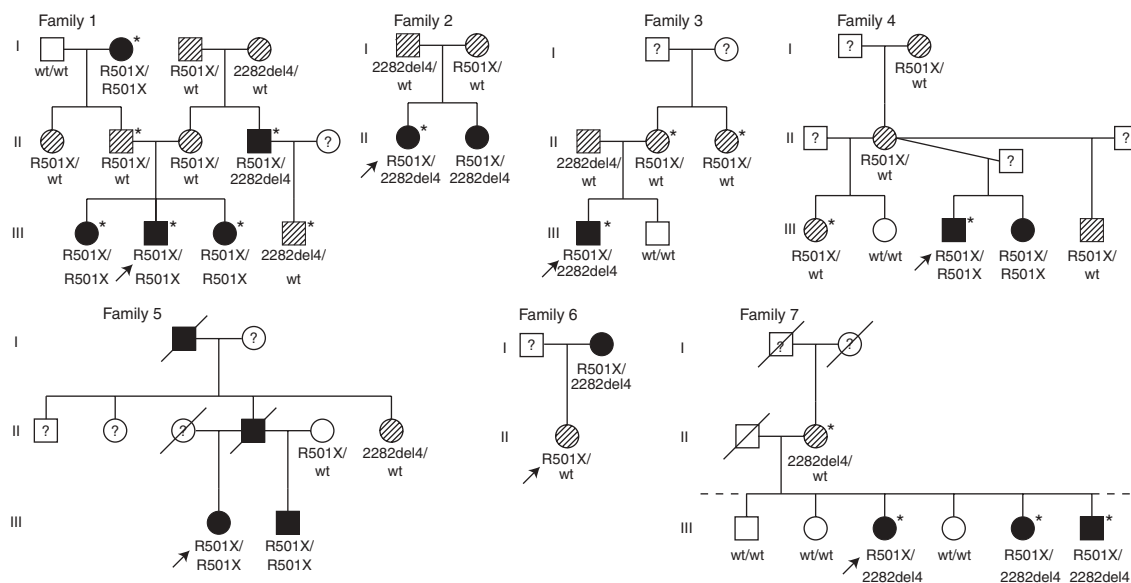 Family 1
Family 2
Family 3
Family 4
I
*
wt/wt
R501X/
R501X
R501X/
wt
2282del4/
wt
II
*
*
R501X/
wt
R501X/
wt
R501X/
wt
R501X/
2282del4
?
III
*
*
*
*
R501X/
R501X
R501X/
R501X
R501X/
R501X
2282del4/
wt
I
2282del4/
wt
R501X/
wt
II
*
R501X/
2282del4
R501X/
2282del4
I
?
?
II
*
*
2282del4/
wt
R501X/
wt
R501X/
wt
III
*
R501X/
2282del4
wt/wt
I
?
R501X/
wt
II
?
R501X/
wt
?
?
III
*
*
R501X/
wt
wt/wt
R501X/
R501X
R501X/
R501X
R501X/
wt
Family 5
I
?
II
?
?
?
R501X/
wt
2282del4/
wt
III
R501X/
R501X
R501X/
R501X
Family 6
I
?
R501X/
2282del4
II
R501X/
wt
Family 7
I
?
?
II
*
2282del4/
wt
III
*
*
*
wt/wt
wt/wt
R501X/
2282del4
wt/wt
R501X/
2282del4
R501X/
2282del4